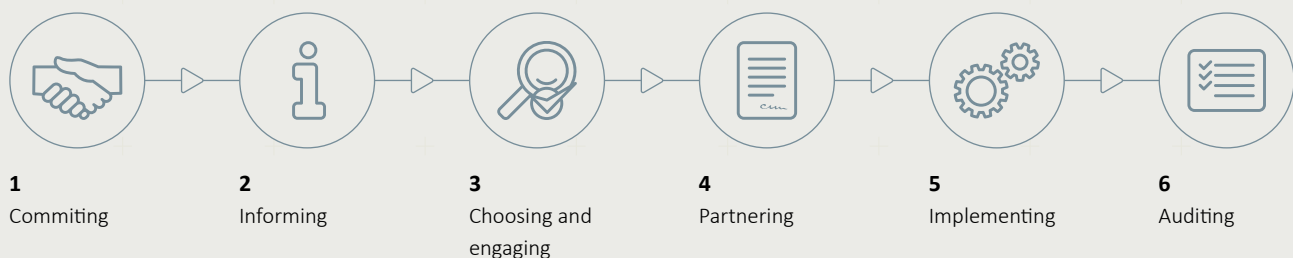 1
Commiting
2
Informing
3
Choosing and
engaging
4
Partnering
5
Implementing
6
Auditing